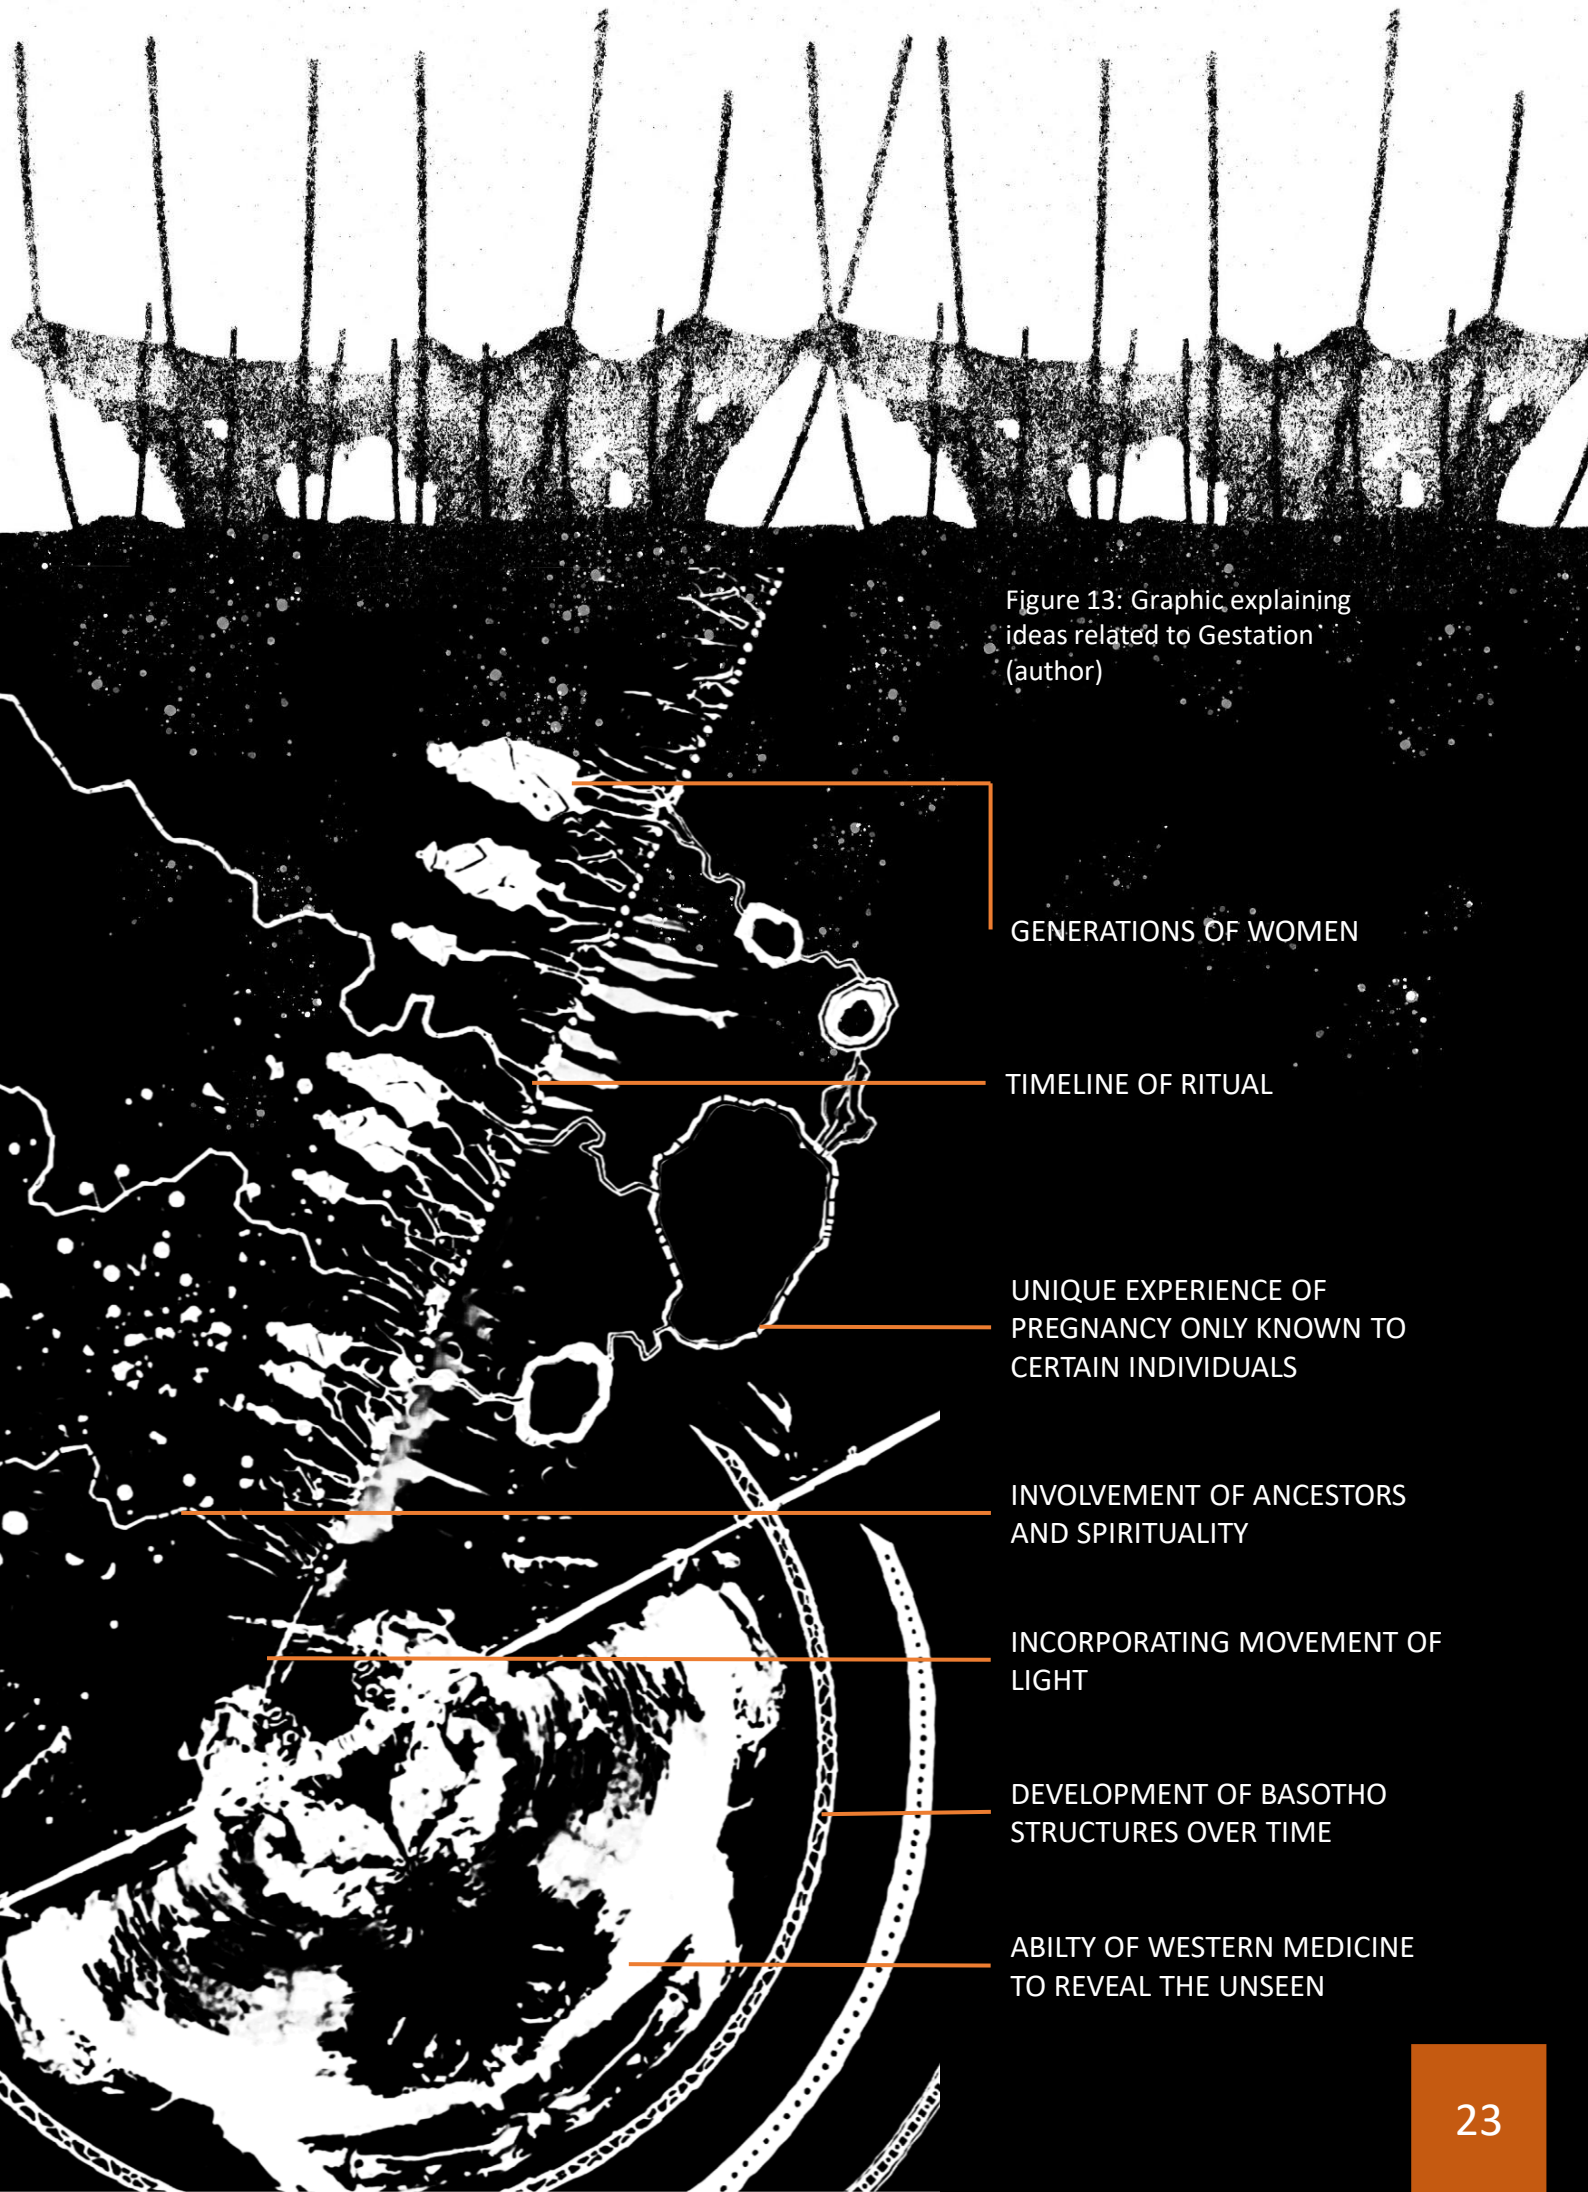 Figure 13: Graphic explaining
ideas related to Gestation
(author)
GENERATIONS OF WOMEN
TIMELINE OF RITUAL
UNIQUE EXPERIENCE OF
PREGNANCY ONLY KNOWN TO
CERTAIN INDIVIDUALS
INVOLVEMENT OF ANCESTORS
AND SPIRITUALITY
INCORPORATING MOVEMENT OF
LIGHT
DEVELOPMENT OF BASOTHO
STRUCTURES OVER TIME
ABILTY OF WESTERN MEDICINE
TO REVEAL THE UNSEEN
23